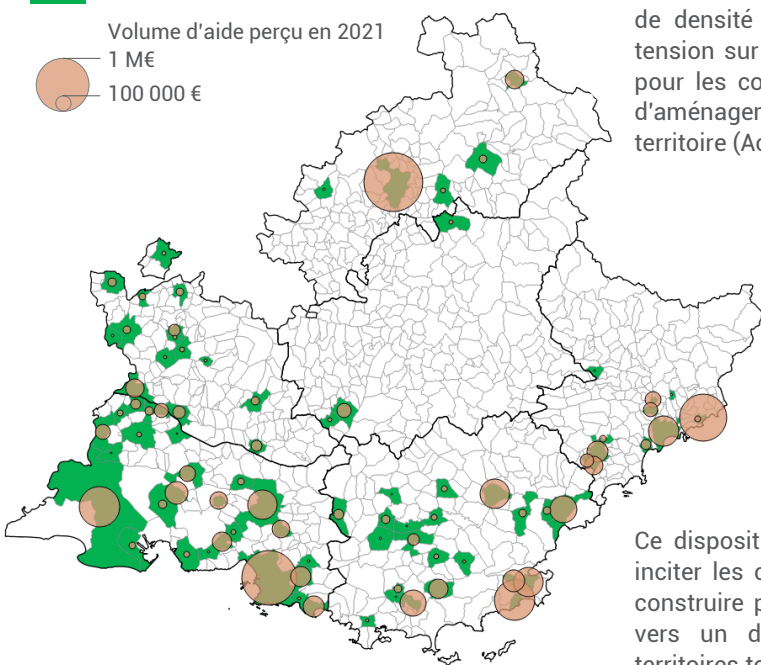 Volume d'aide perçu en 2021
1 M€
100 000 €
de densité
tension sur
pour les co
d'aménager
territoire (Ac
Ce disposit
inciter les c
construire p
vers un d